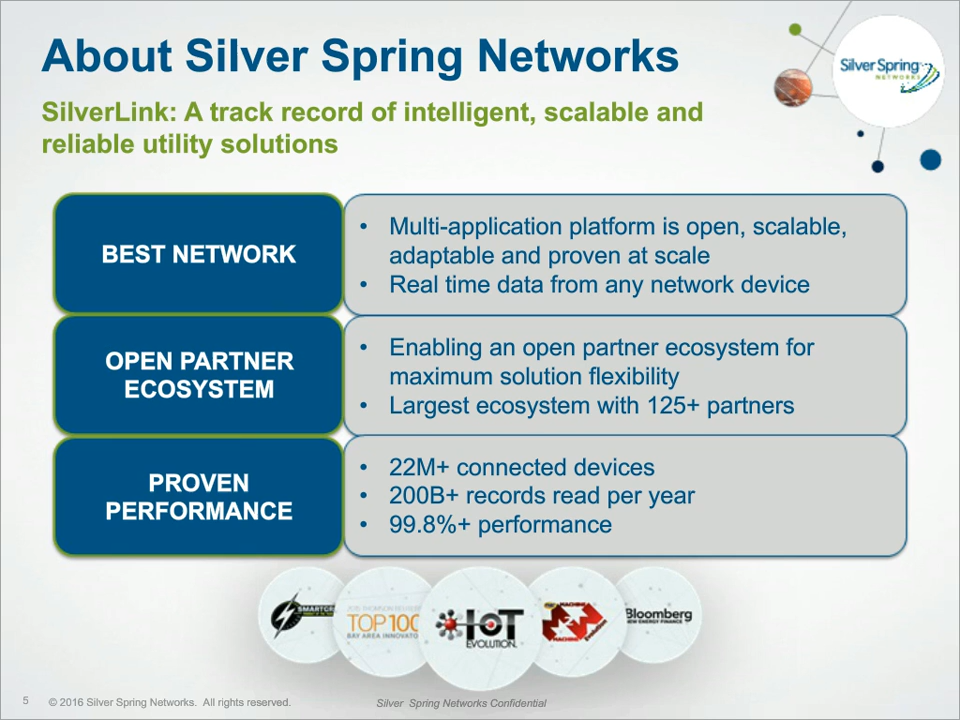 About Silver Spring Networks
Silver Spring
NETWORKS
SilverLink: A track record of intelligent, scalable and
reliable utility solutions
BEST NETWORK
• Multi-application platform is open, scalable,
adaptable and proven at scale
• Real time data from any network device
OPEN PARTNER
ECOSYSTEM
• Enabling an open partner ecosystem for
maximum solution flexibility
• Largest ecosystem with 125+ partners
PROVEN
PERFORMANCE
• 22M+ connected devices
• 200B+ records read per year
• 99.8%+ performance
TOP 100
BAY AREA
IoT
EVOLUTION
MACHINE
MACHINE
Bloomberg
NEW ENERGY FINANCE
5
© 2016 Silver Spring Networks. All rights reserved.
Silver Spring Networks Confidential